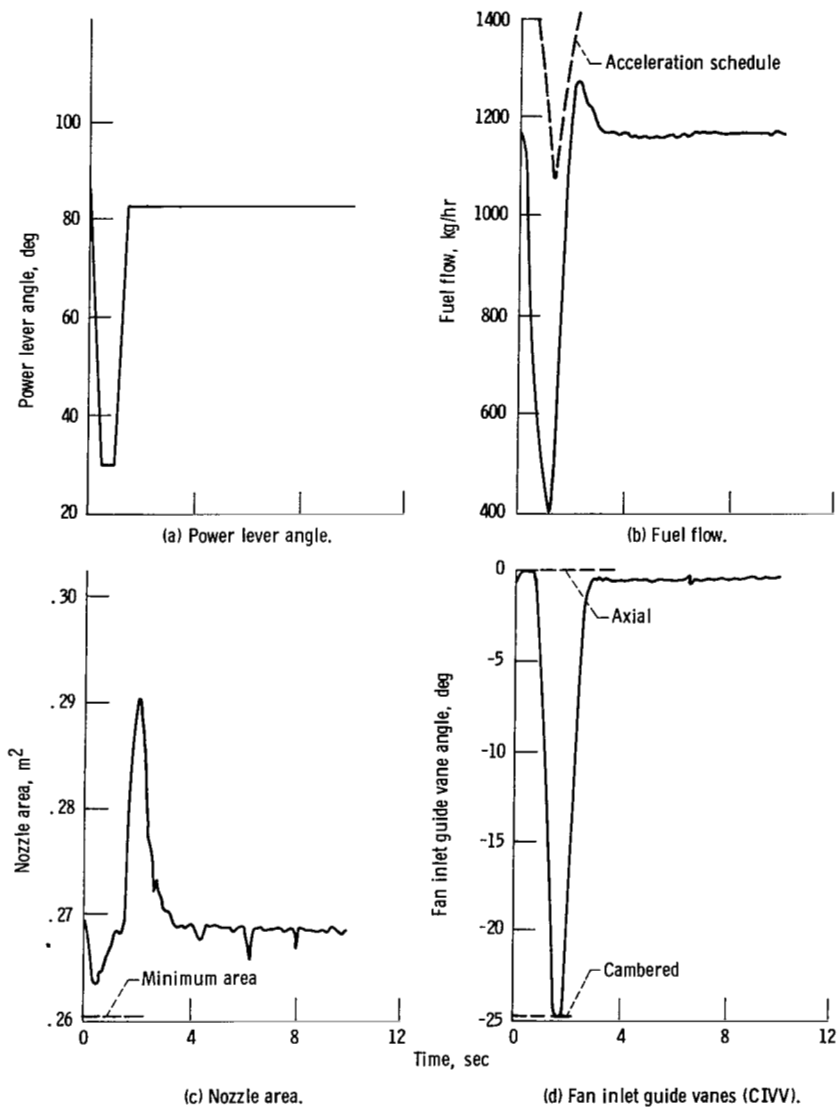 100
80
60
40
20
Power lever angle, deg
(a) Power lever angle.
1400
1200
1000
800
600
400
Fuel flow, kg/hr
Acceleration schedule
(b) Fuel flow.
.30
.29
.28
.27
.26
Nozzle area, m2
Minimum area
0
4
8
12
(c) Nozzle area.
0
-5
-10
-15
-20
-25
Fan inlet guide vane angle, deg
Axial
Cambered
0
4
8
12
Time, sec
(d) Fan inlet guide vanes (CIVV).